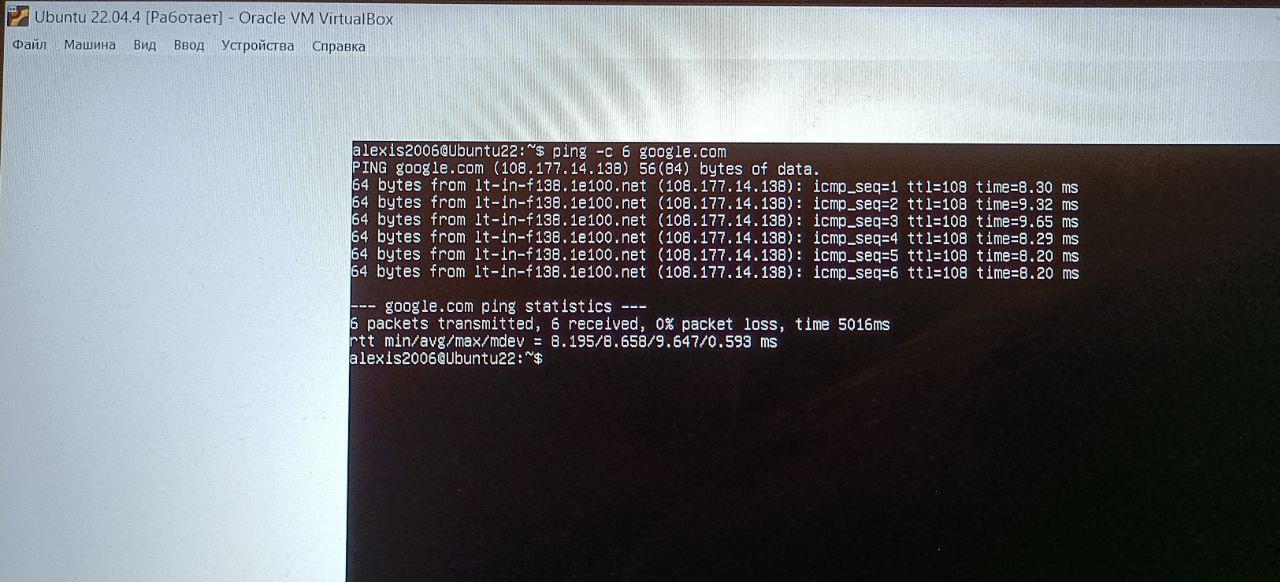 Ubuntu 22.04.4 [Работает] - Oracle VM VirtualBox
Файл Машина Вид Ввод Устройства Справка
alexis2006@Ubuntu22:~$ ping -c 6 google.com
PING google.com (108.177.14.138) 56(84) bytes of data.
64 bytes from lt-in-f138.1e100.net (108.177.14.138): icmp_seq=1 ttl=108 time=8.30 ms
64 bytes from lt-in-f138.1e100.net (108.177.14.138): icmp_seq=2 ttl=108 time=9.32 ms
64 bytes from lt-in-f138.1e100.net (108.177.14.138): icmp_seq=3 ttl=108 time=9.65 ms
64 bytes from lt-in-f138.1e100.net (108.177.14.138): icmp_seq=4 ttl=108 time=8.29 ms
64 bytes from lt-in-f138.1e100.net (108.177.14.138): icmp_seq=5 ttl=108 time=8.20 ms
64 bytes from lt-in-f138.1e100.net (108.177.14.138): icmp_seq=6 ttl=108 time=8.20 ms
--- google.com ping statistics ---
6 packets transmitted, 6 received, 0% packet loss, time 5016ms
rtt min/avg/max/mdev = 8.195/8.658/9.647/0.593 ms
alexis2006@Ubuntu22:~$